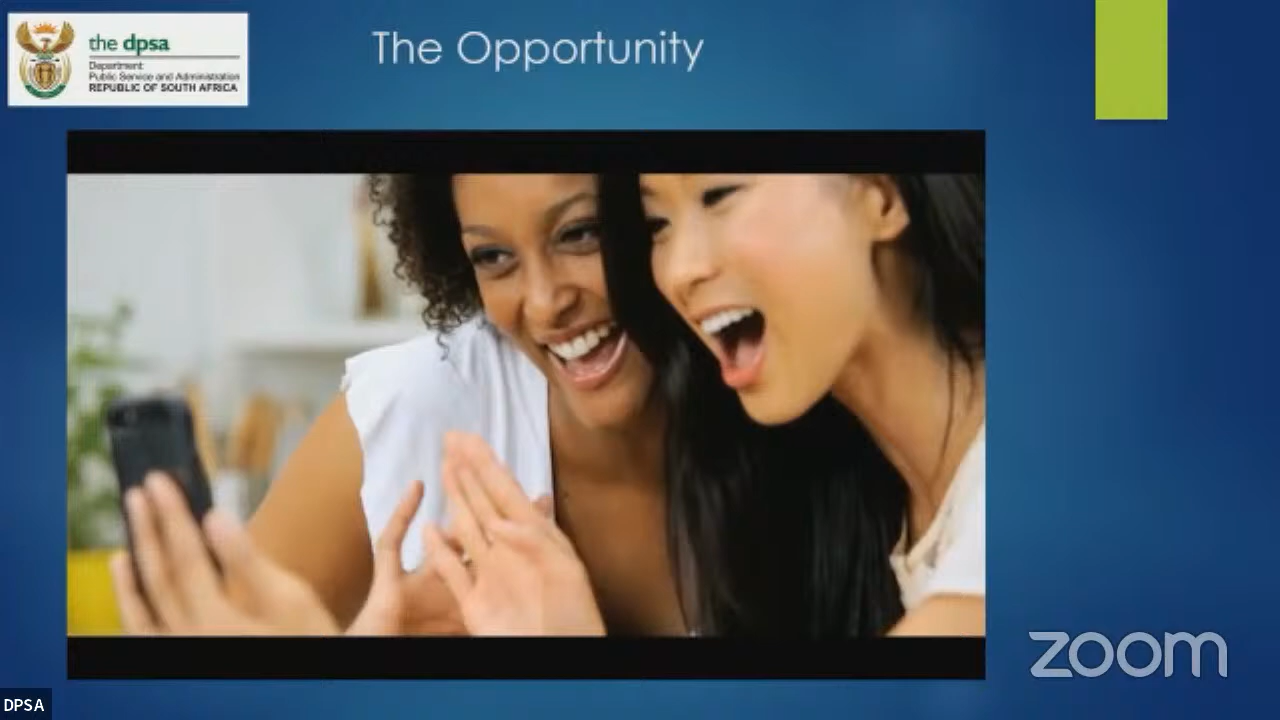 the dpsa
Department:
Public Service and Administration
REPUBLIC OF SOUTH AFRICA
The Opportunity
zoom
DPSA